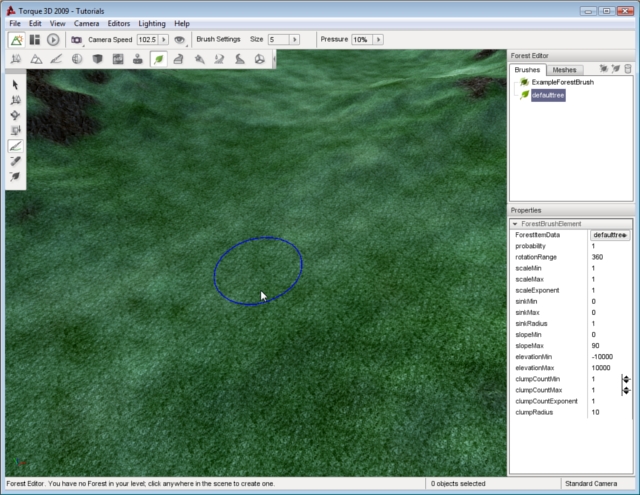 Torque 3D 2009 - Tutorials
File Edit View Camera Editors Lighting Help
Camera Speed 102.5 Brush Settings Size 5 Pressure 10%
Forest Editor
Brushes Meshes
ExampleForestBrush
defaulttree
Properties
ForestBrushElement
ForestItemData defaulttree
probability 1
rotationRange 360
scaleMin 1
scaleMax 1
scaleExponent 1
sinkMin 0
sinkMax 0
sinkRadius 1
slopeMin 0
slopeMax 90
elevationMin -10000
elevationMax 10000
clumpCountMin 1
clumpCountMax 1
clumpCountExponent 1
clumpRadius 10
Forest Editor. You have no Forest in your level; click anywhere in the scene to create one. 0 objects selected Standard Camera